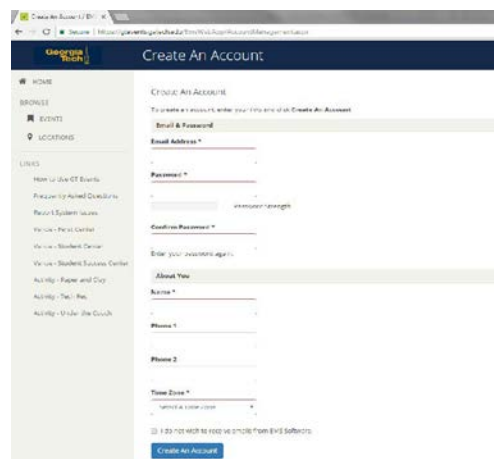 Create An Account / EMS
Secure
Georgia Tech
Create An Account
HOME
BROWSE
EVENTS
LOCATIONS
LINKS
How to Use GT Events
Frequently Asked Questions
Report System Issues
Venue - Ferst Center
Venue - Student Center
Venue - Student Success Center
Activity - Paper and Clay
Activity - Tech Rec
Activity - Under the Couch
Create An Account
To create an account, enter your info and click Create An Account
Email & Password
Email Address *
Password *
Password Strength
Confirm Password *
Enter your password again.
About You
Name *
Phone 1
Phone 2
Time Zone *
Select a time zone
I do not wish to receive emails from EMS Software.
Create An Account